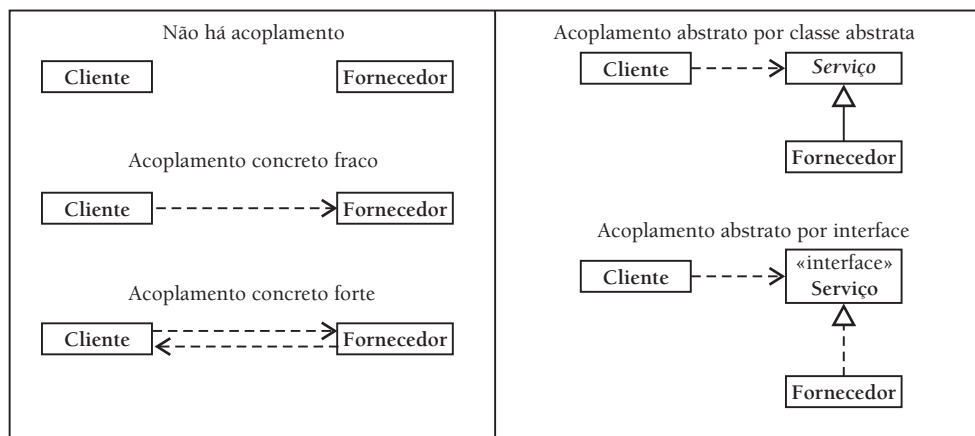 Não há acoplamento
Cliente
Fornecedor
Acoplamento concreto fraco
Cliente
Fornecedor
Acoplamento concreto forte
Cliente
Fornecedor
Acoplamento abstrato por classe abstrata
Cliente
Serviço
Fornecedor
Acoplamento abstrato por interface
Cliente
«interface»
Serviço
Fornecedor